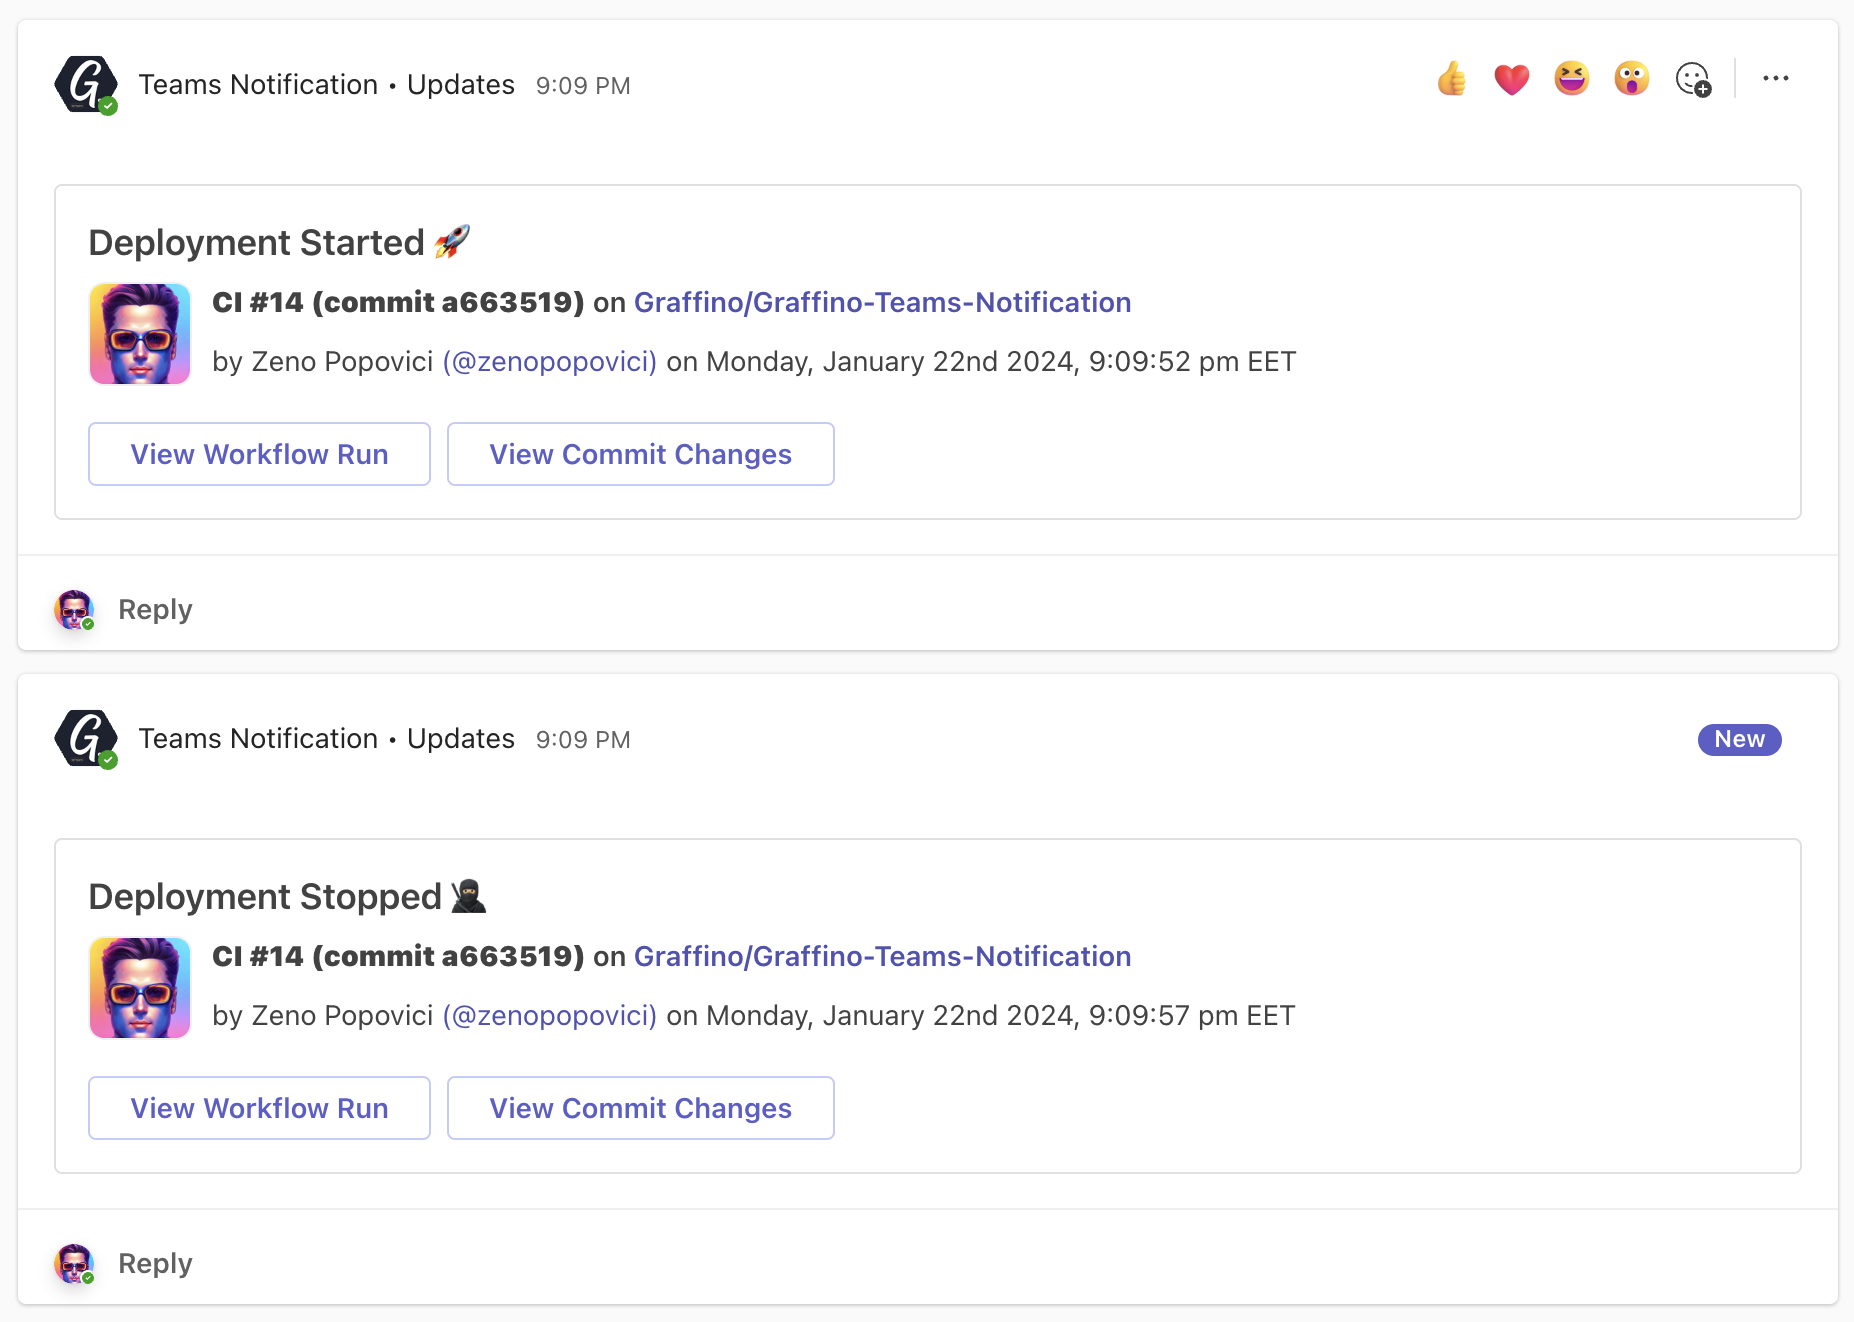 Teams Notification • Updates 9:09 PM
Deployment Started 🚀
CI #14 (commit a663519) on Graffino/Graffino-Teams-Notification
by Zeno Popovici (@zenopopovici) on Monday, January 22nd 2024, 9:09:52 pm EET
View Workflow Run View Commit Changes
Reply
Teams Notification • Updates 9:09 PM New
Deployment Stopped 🥷
CI #14 (commit a663519) on Graffino/Graffino-Teams-Notification
by Zeno Popovici (@zenopopovici) on Monday, January 22nd 2024, 9:09:57 pm EET
View Workflow Run View Commit Changes
Reply